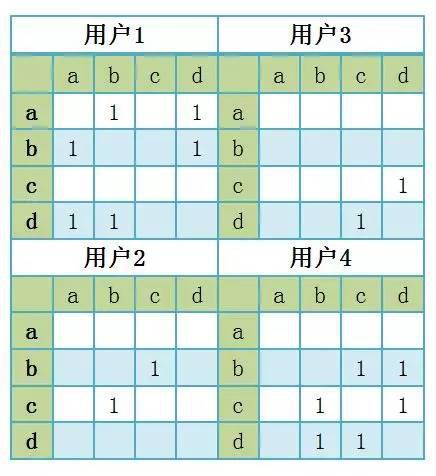 用户1 用户3
a b c d a b c d
a 1 1 a
b 1 1 b
c c 1
d 1 1 d 1
用户2 用户4
a b c d a b c d
a a
b 1 b 1 1
c 1 c 1 1
d d 1 1